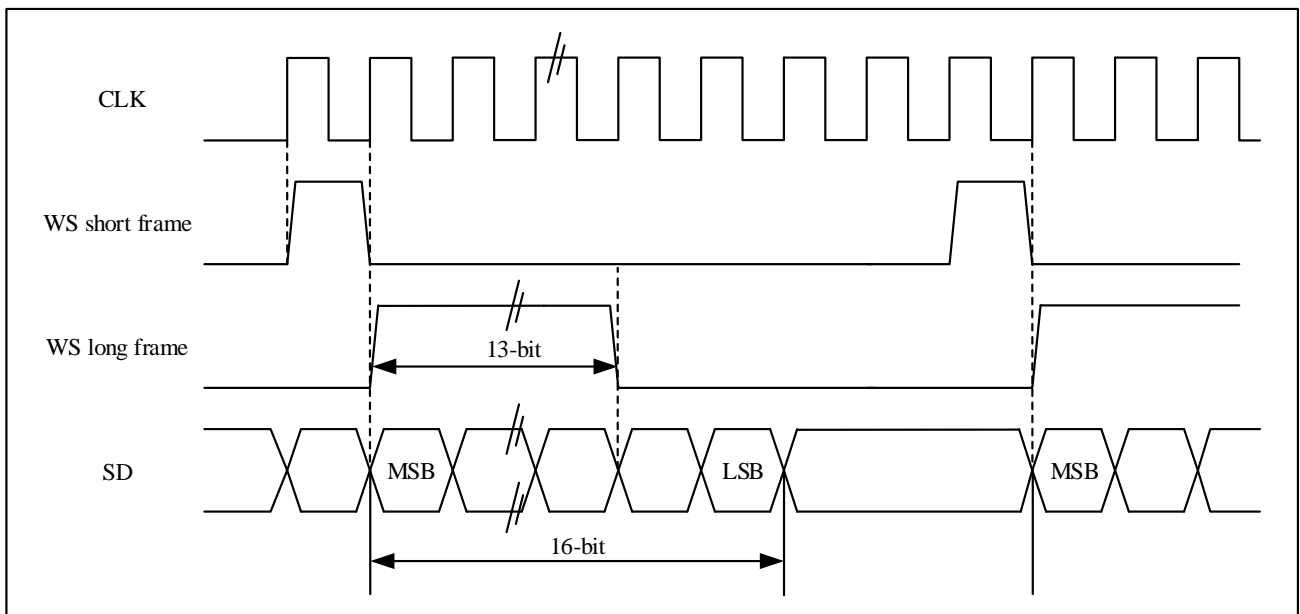 CLK
WS short frame
WS long frame
13-bit
SD
MSB
LSB
MSB
16-bit